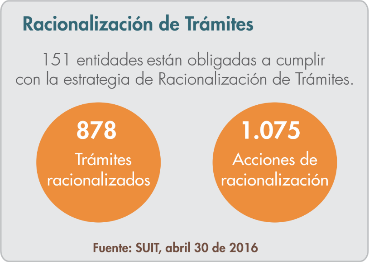 Racionalización de Trámites
151 entidades están obligadas a cumplir
con la estrategia de Racionalización de Trámites.
878
Trámites
racionalizados
1.075
Acciones de
racionalización
Fuente: SUIT, abril 30 de 2016